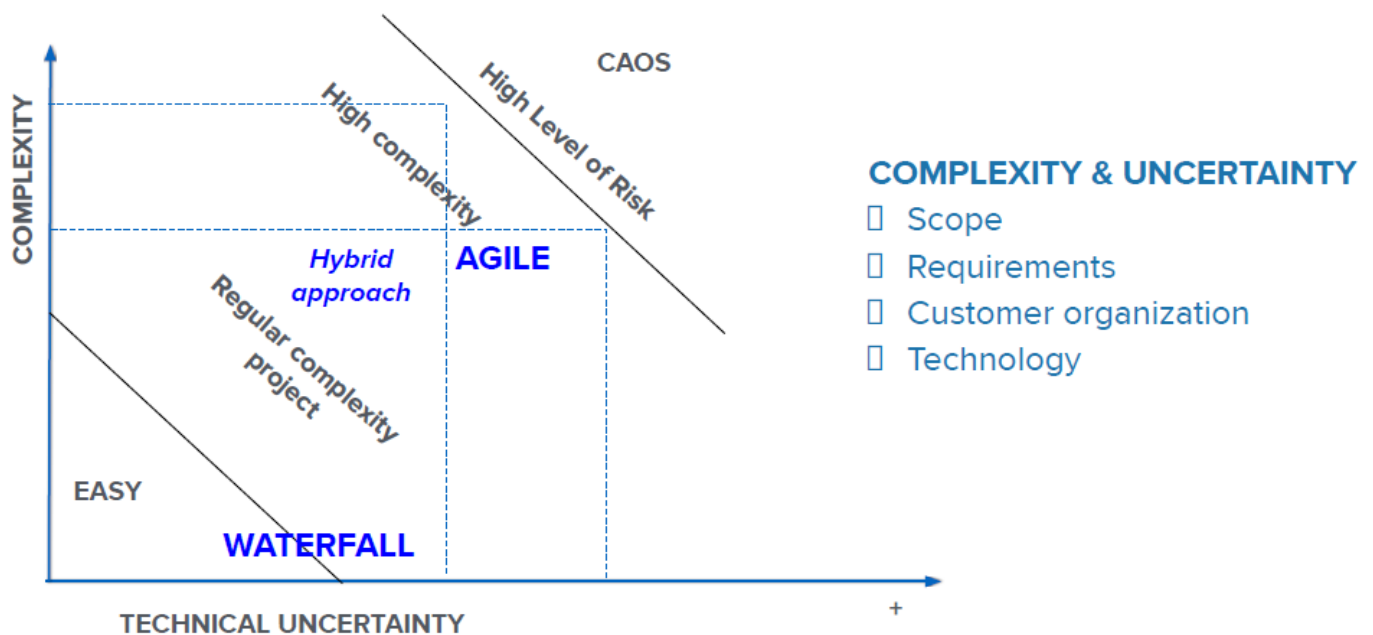 CAOS
COMPLEXITY
High complexity
High Level of Risk
Hybrid
approach
AGILE
Regular complexity
project
EASY
WATERFALL
TECHNICAL UNCERTAINTY
+
COMPLEXITY & UNCERTAINTY
Scope
Requirements
Customer organization
Technology